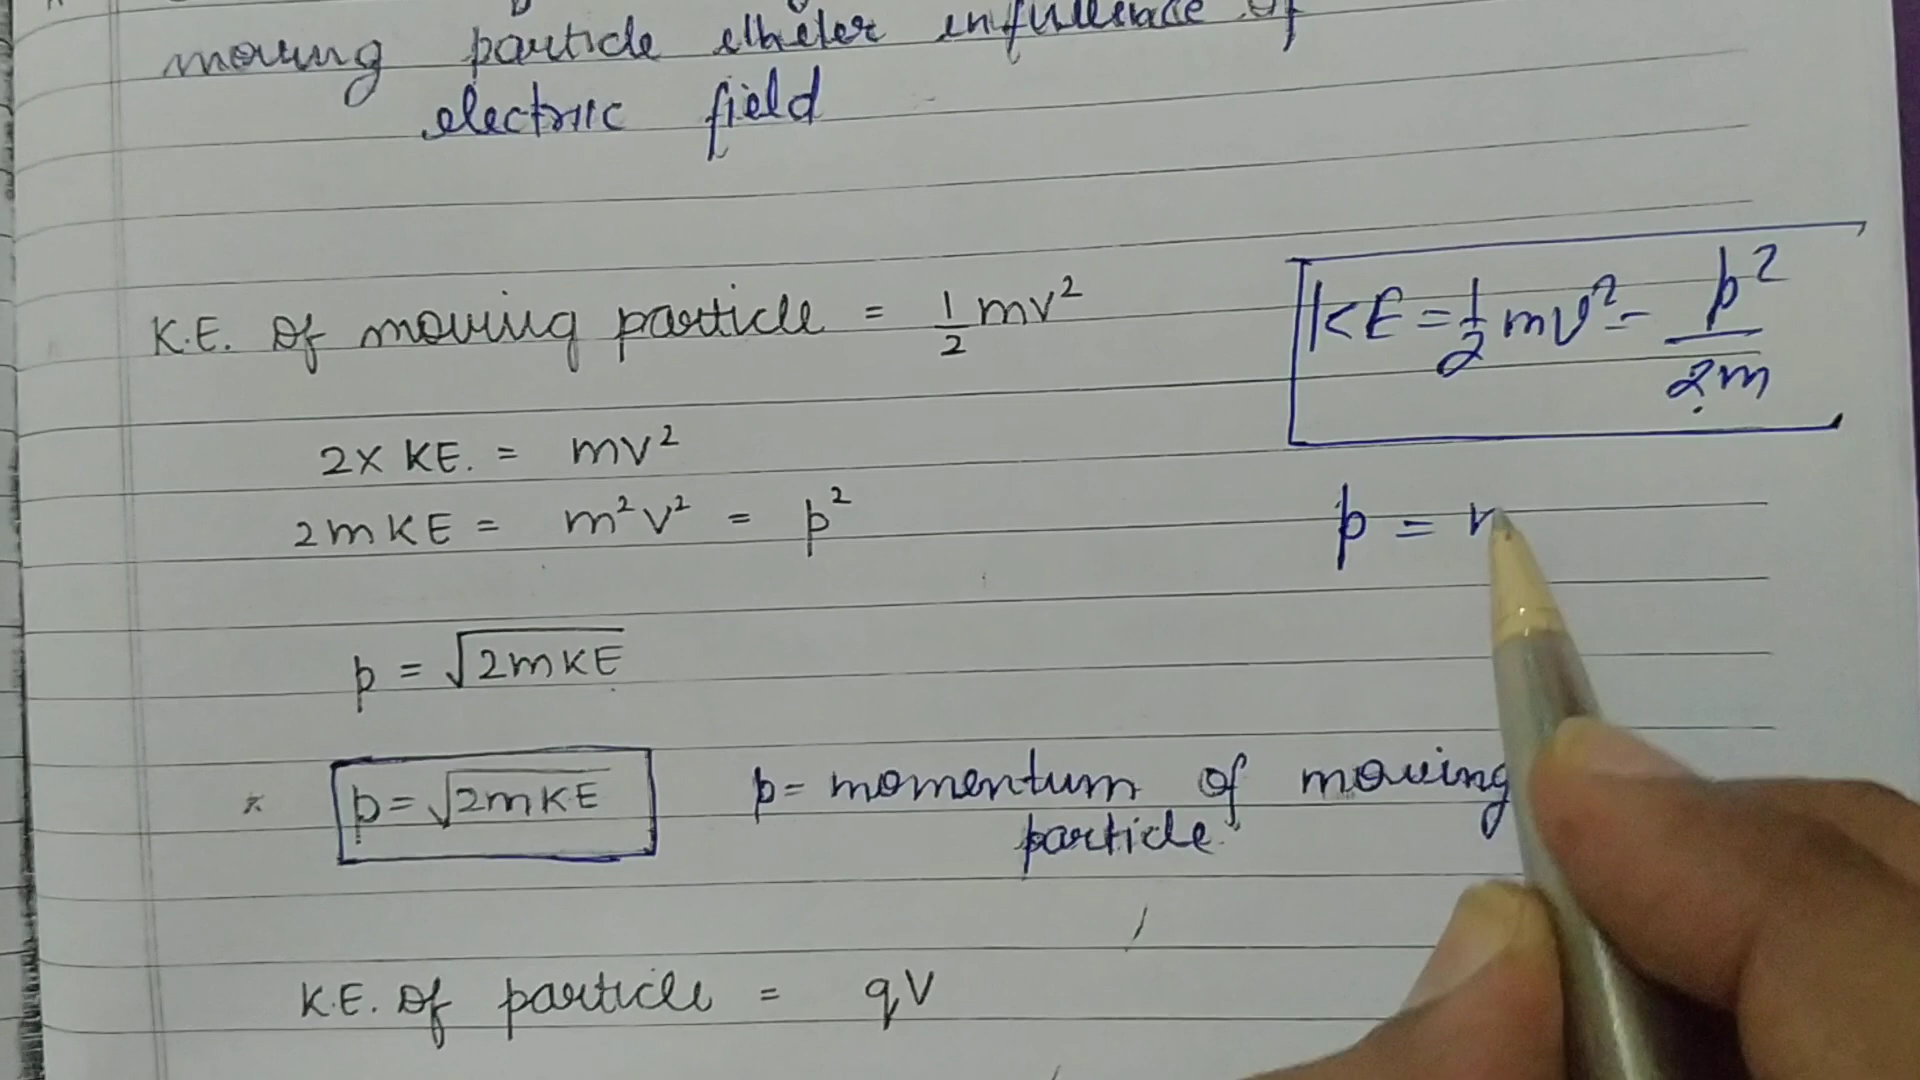 moving particle under influence of
electric field
K.E. Of moving particle = 1/2 mv²
KE = 1/2 mv² = p²/2m
2x KE. = mv²
2mKE = m²v² = p²
p =
p = √2mKE
p = √2mKE
p = momentum of moving
particle.
K.E. Of particle = qV